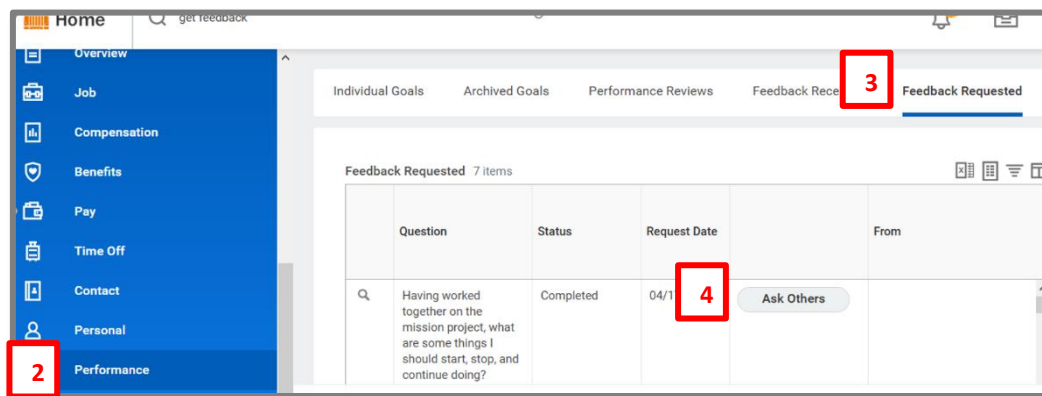 Home
get feedback
Overview
Job
Compensation
Benefits
Pay
Time Off
Contact
Personal
2
Performance
Individual Goals Archived Goals Performance Reviews Feedback 3 Feedback Requested
Feedback Requested 7 items
Question Status Request Date From
Having worked Completed 04/1 4 Ask Others
together on the
mission project, what
are some things I
should start, stop, and
continue doing?